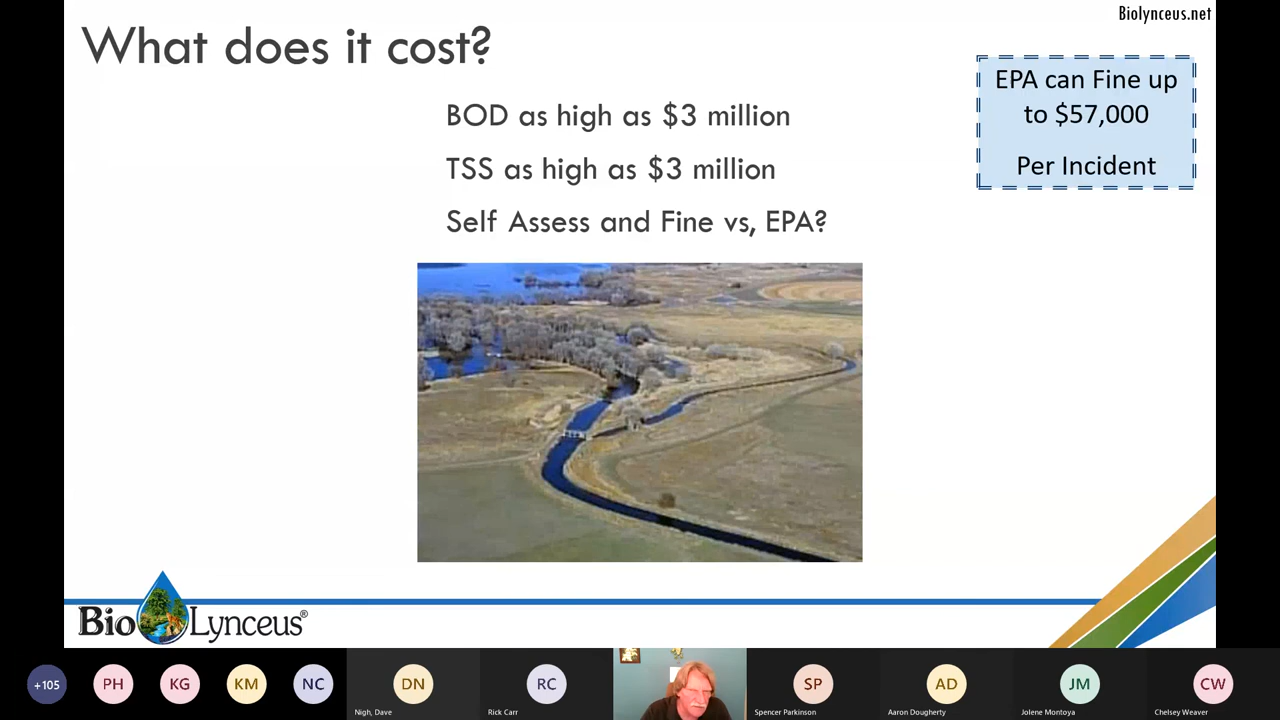 Biolynceus.net
What does it cost?
EPA can Fine up
to $57,000
Per Incident
BOD as high as $3 million
TSS as high as $3 million
Self Assess and Fine vs, EPA?
Bio Lynceus®
+105
PH
KG
KM
NC
DN
RC
SP
AD
JM
CW
Nigh, Dave
Rick Carr
Spencer Parkinson
Aaron Dougherty
Jolene Montoya
Chelsey Weaver